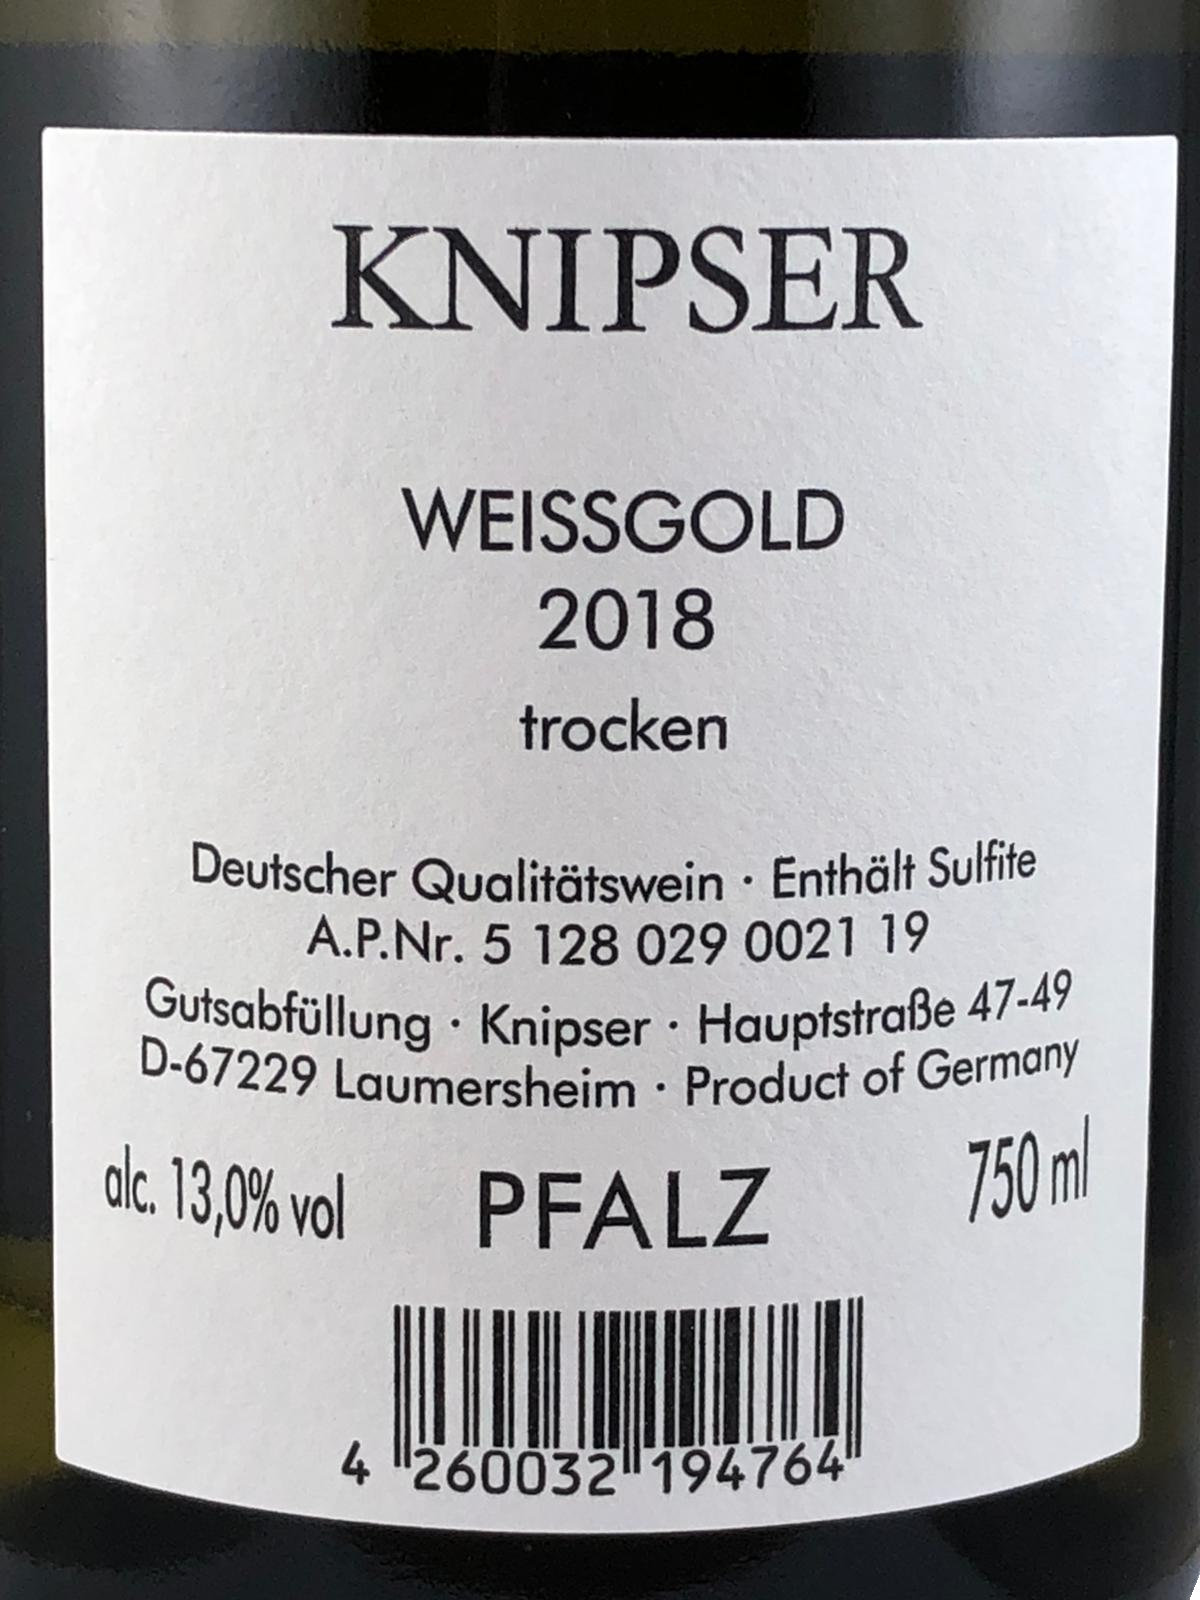 KNIPSER
WEISSGOLD
2018
trocken
Deutscher Qualitätswein · Enthält Sulfite
A.P.Nr. 5 128 029 0021 19
Gutsabfüllung · Knipser · Hauptstraße 47-49
D-67229 Laumersheim · Product of Germany
alc. 13,0% vol PFALZ 750 ml
4 260032 194764